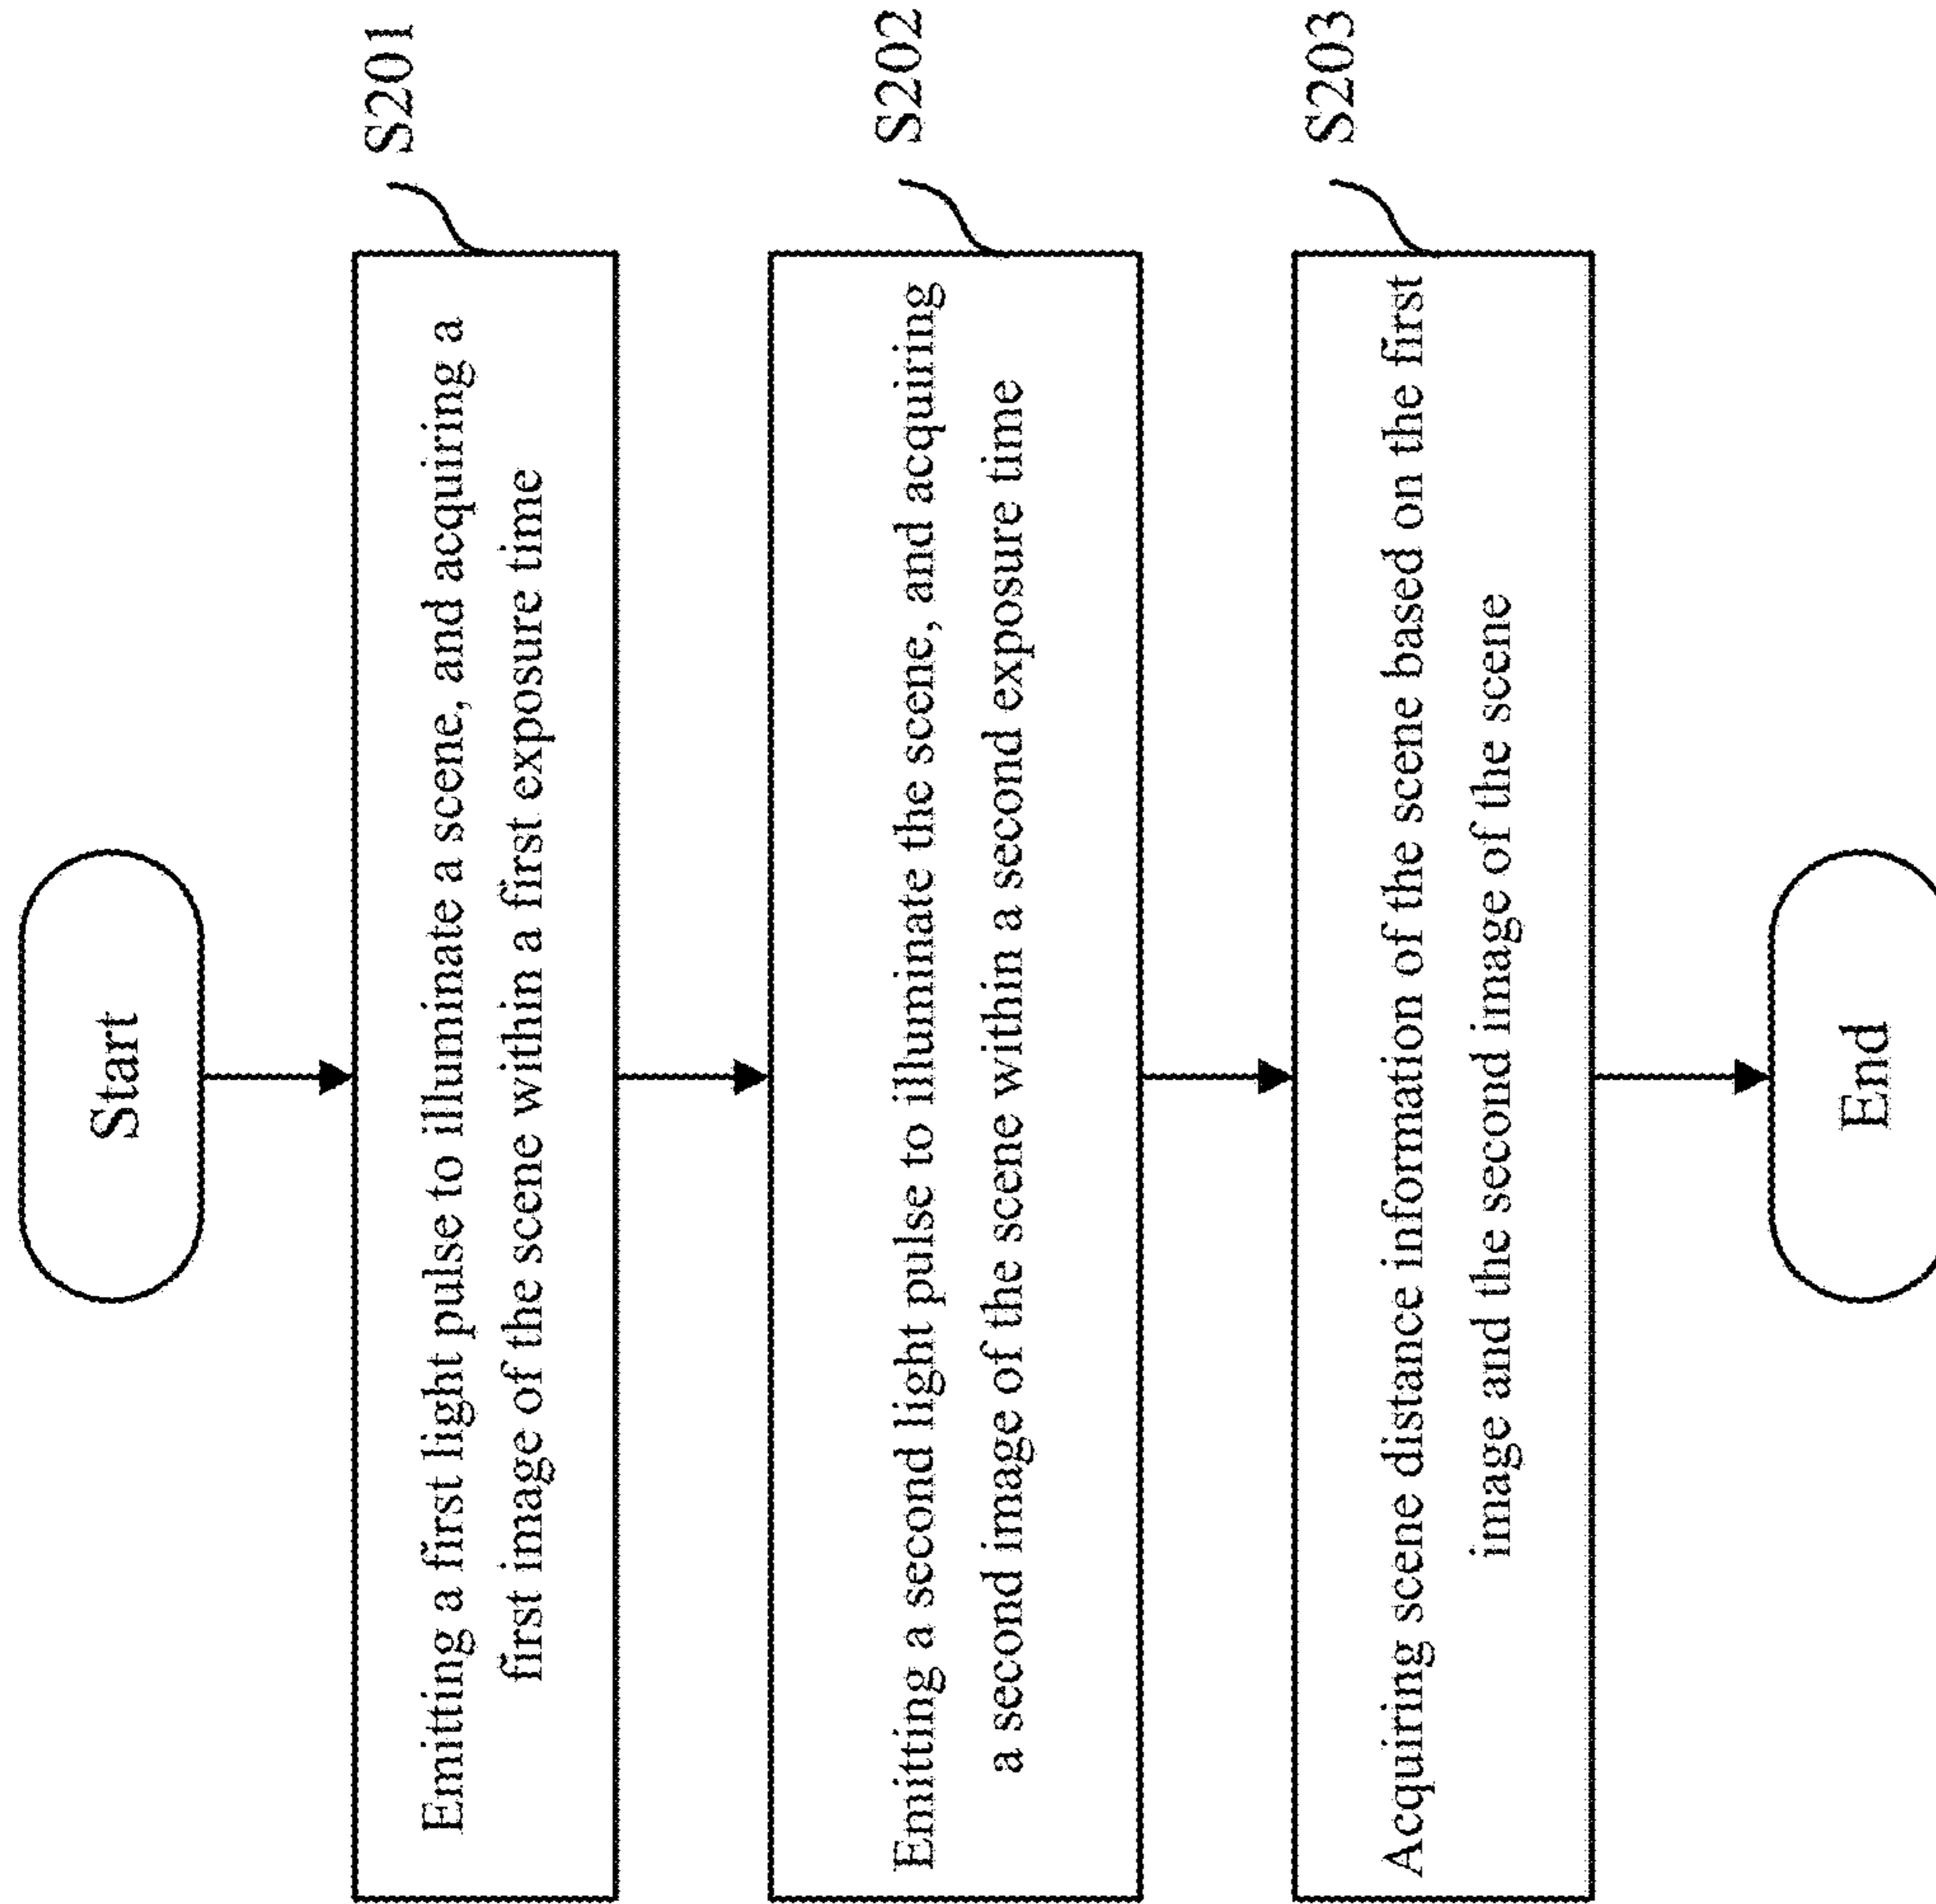 Start
S201
Emitting a first light pulse to illuminate a scene, and acquiring a
first image of the scene within a first exposure time
S202
Emitting a second light pulse to illuminate the scene, and acquiring
a second image of the scene within a second exposure time
S203
Acquiring scene distance information of the scene based on the first
image and the second image of the scene
End